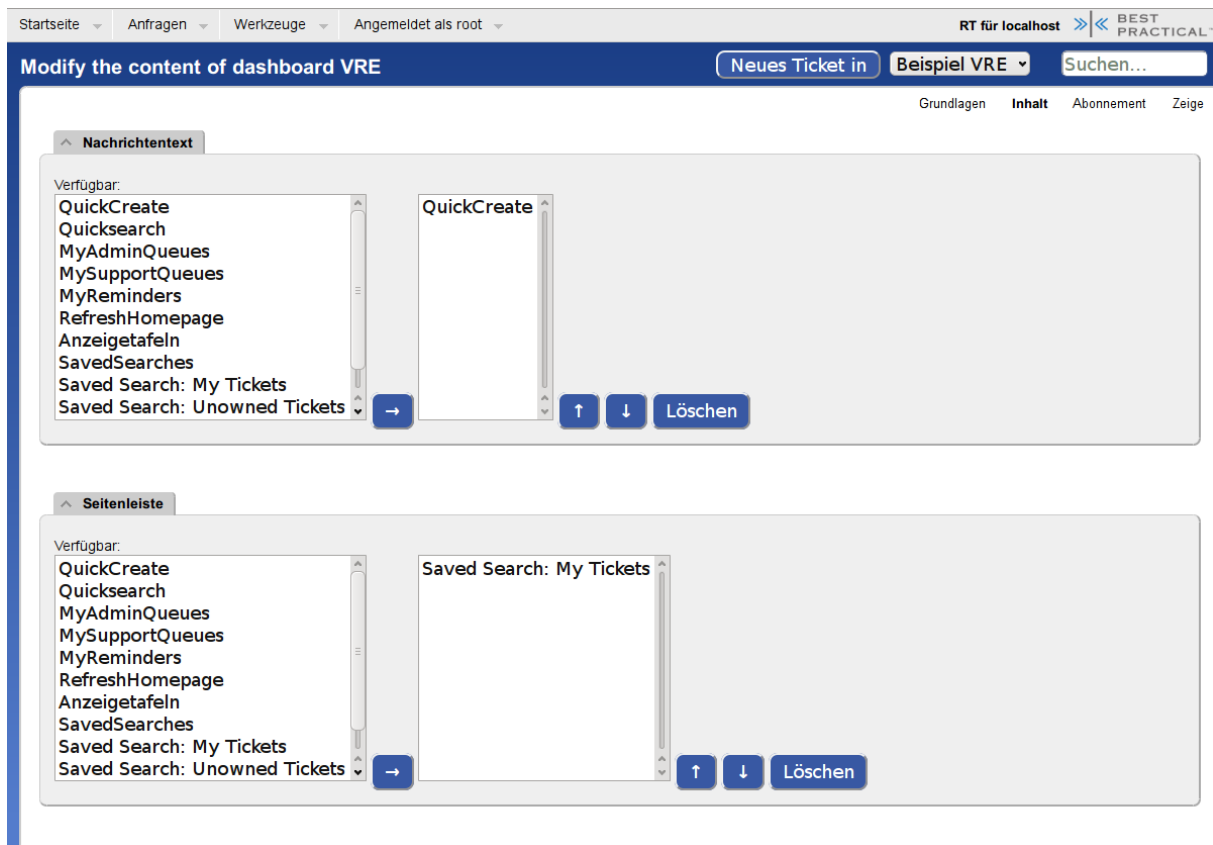 Startseite Anfragen Werkzeuge Angemeldet als root RT für localhost BEST PRACTICAL™
Modify the content of dashboard VRE Neues Ticket in Beispiel VRE Suchen...
Grundlagen Inhalt Abonnement Zeige
Nachrichtentext
Verfügbar:
QuickCreate QuickCreate
Quicksearch
MyAdminQueues
MySupportQueues
MyReminders
RefreshHomepage
Anzeigetafeln
SavedSearches
Saved Search: My Tickets
Saved Search: Unowned Tickets → ↑ ↓ Löschen
Seitenleiste
Verfügbar:
QuickCreate Saved Search: My Tickets
Quicksearch
MyAdminQueues
MySupportQueues
MyReminders
RefreshHomepage
Anzeigetafeln
SavedSearches
Saved Search: My Tickets
Saved Search: Unowned Tickets → ↑ ↓ Löschen